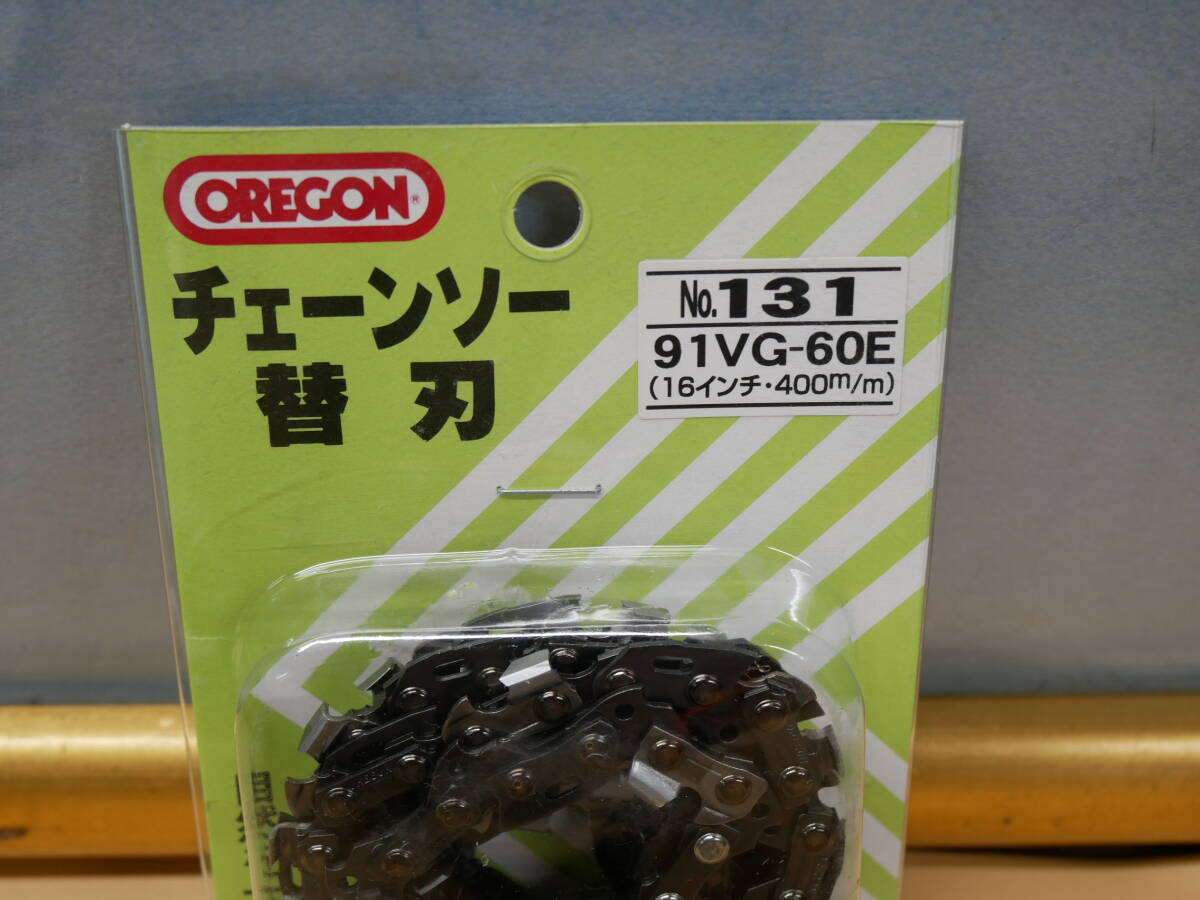 OREGON®
チェーンソー
替刃
No.131
91VG-60E
(16インチ・400m/m)